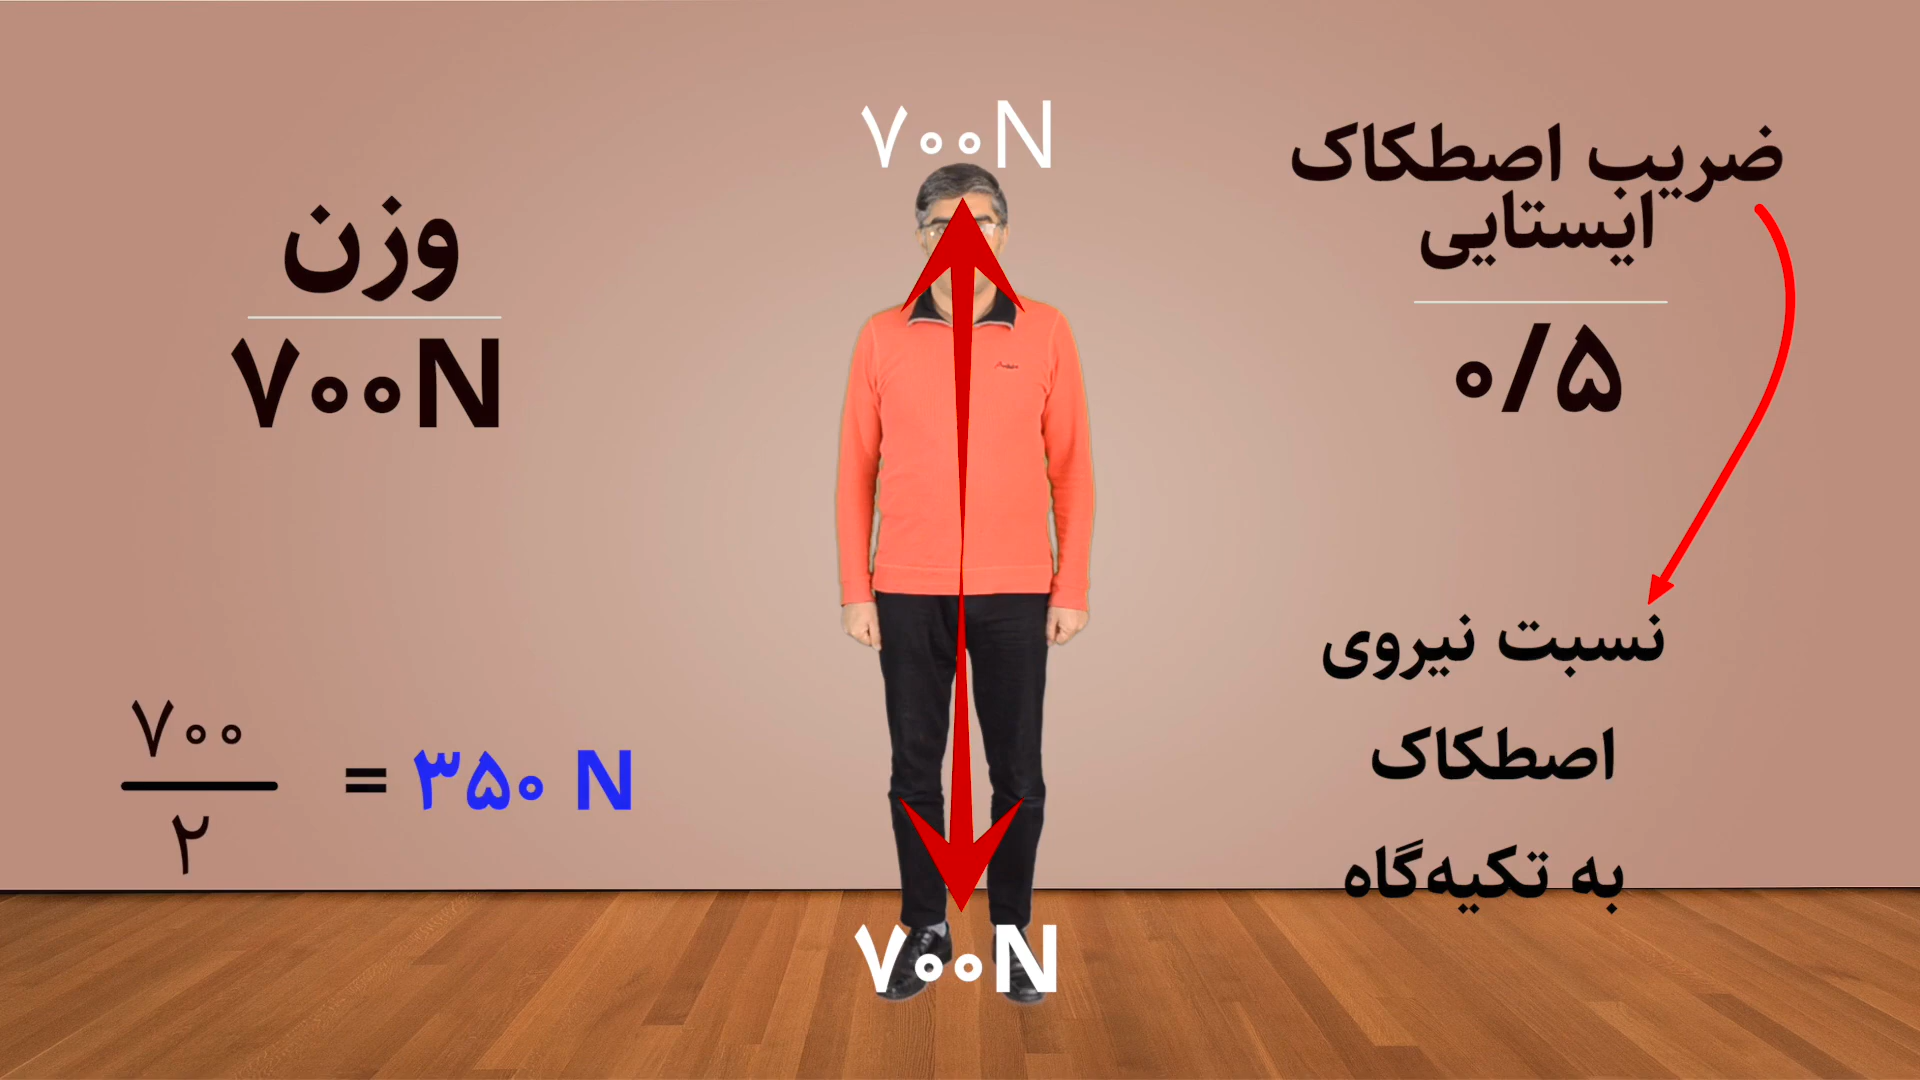 ۷۰۰N
ضریب اصطکاک
ایستایی
۰/۵
وزن
۷۰۰N
نسبت نیروی
اصطکاک
به تکیه‌گاه
۷۰۰
۲
= ۳۵۰ N
۷۰۰N